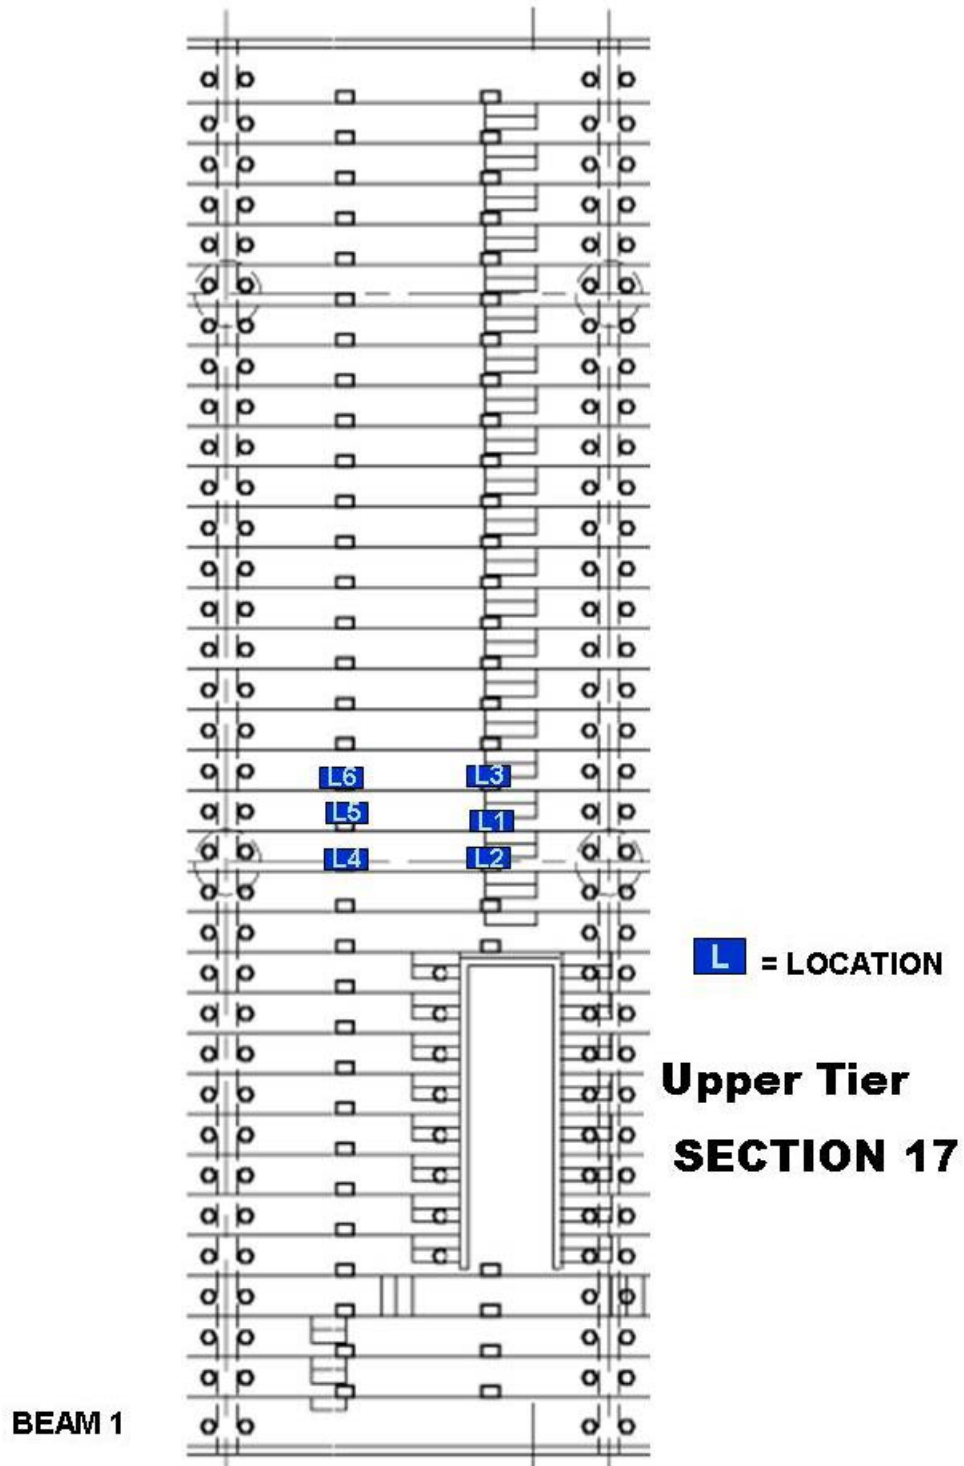 L6 L3
L5 L1
L4 L2
L = LOCATION
Upper Tier
SECTION 17
BEAM 1